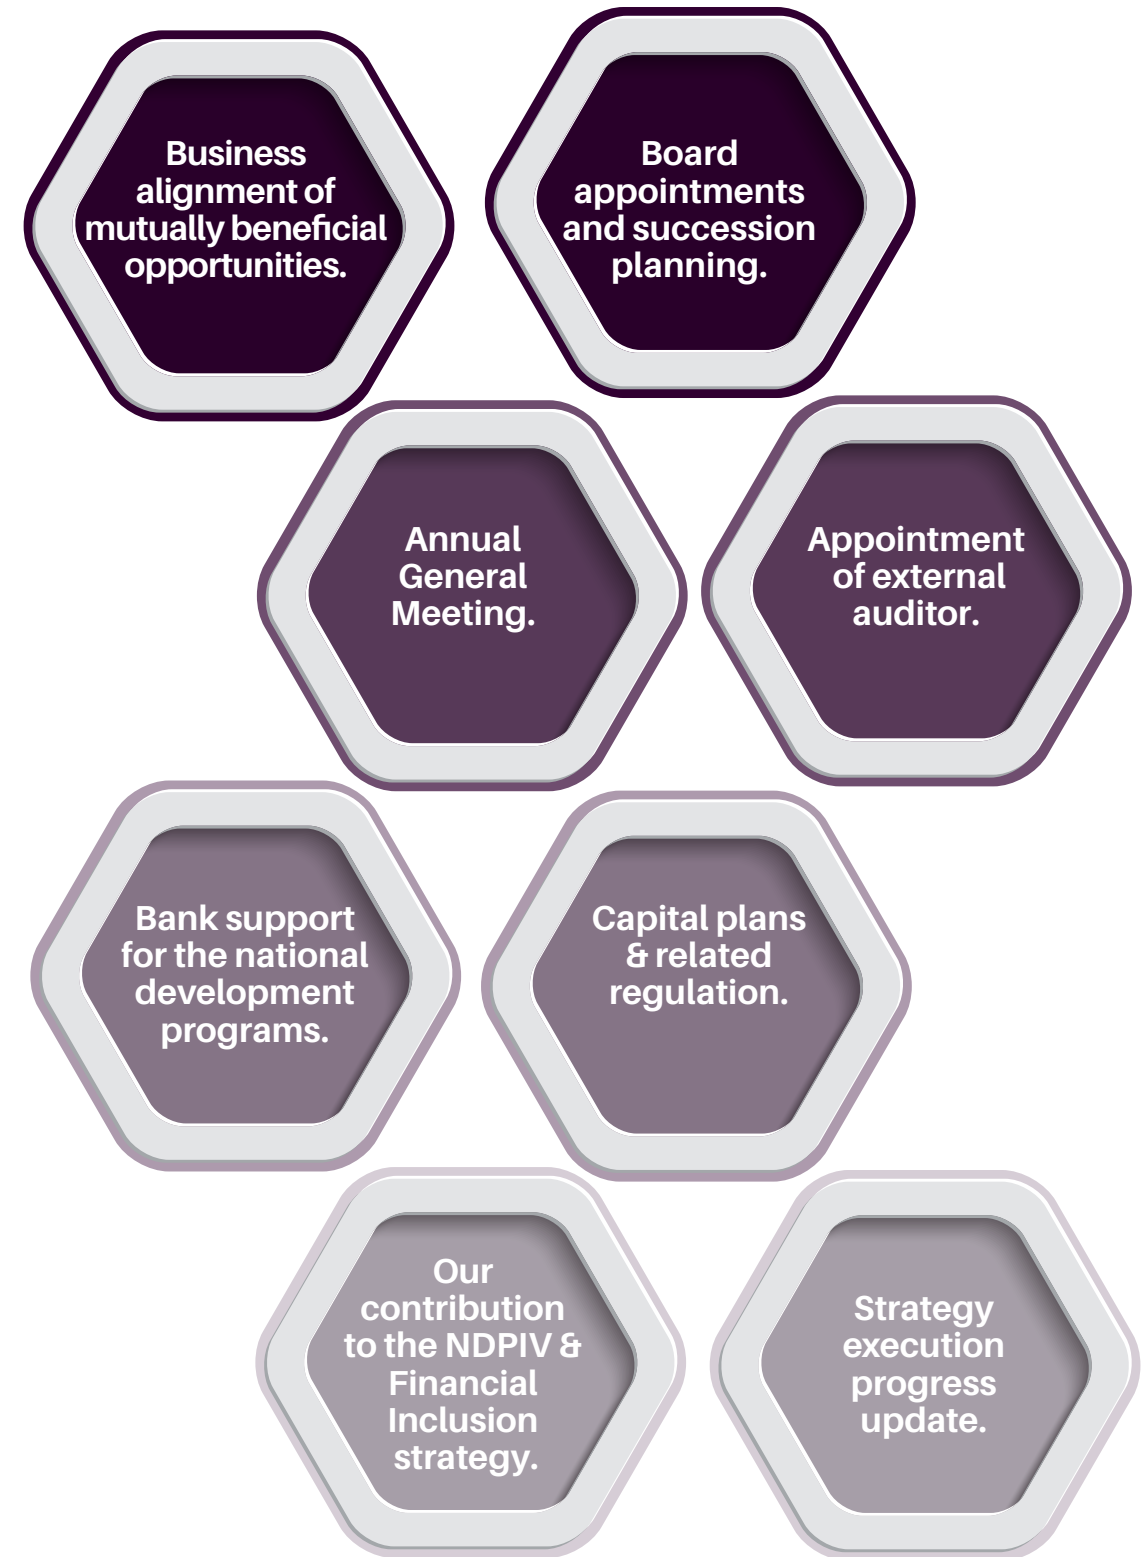 Business
alignment of
mutually beneficial
opportunities.
Board
appointments
and succession
planning.
Annual
General
Meeting.
Appointment
of external
auditor.
Bank support
for the national
development
programs.
Capital plans
& related
regulation.
Our
contribution
to the NDPIV &
Financial
Inclusion
strategy.
Strategy
execution
progress
update.